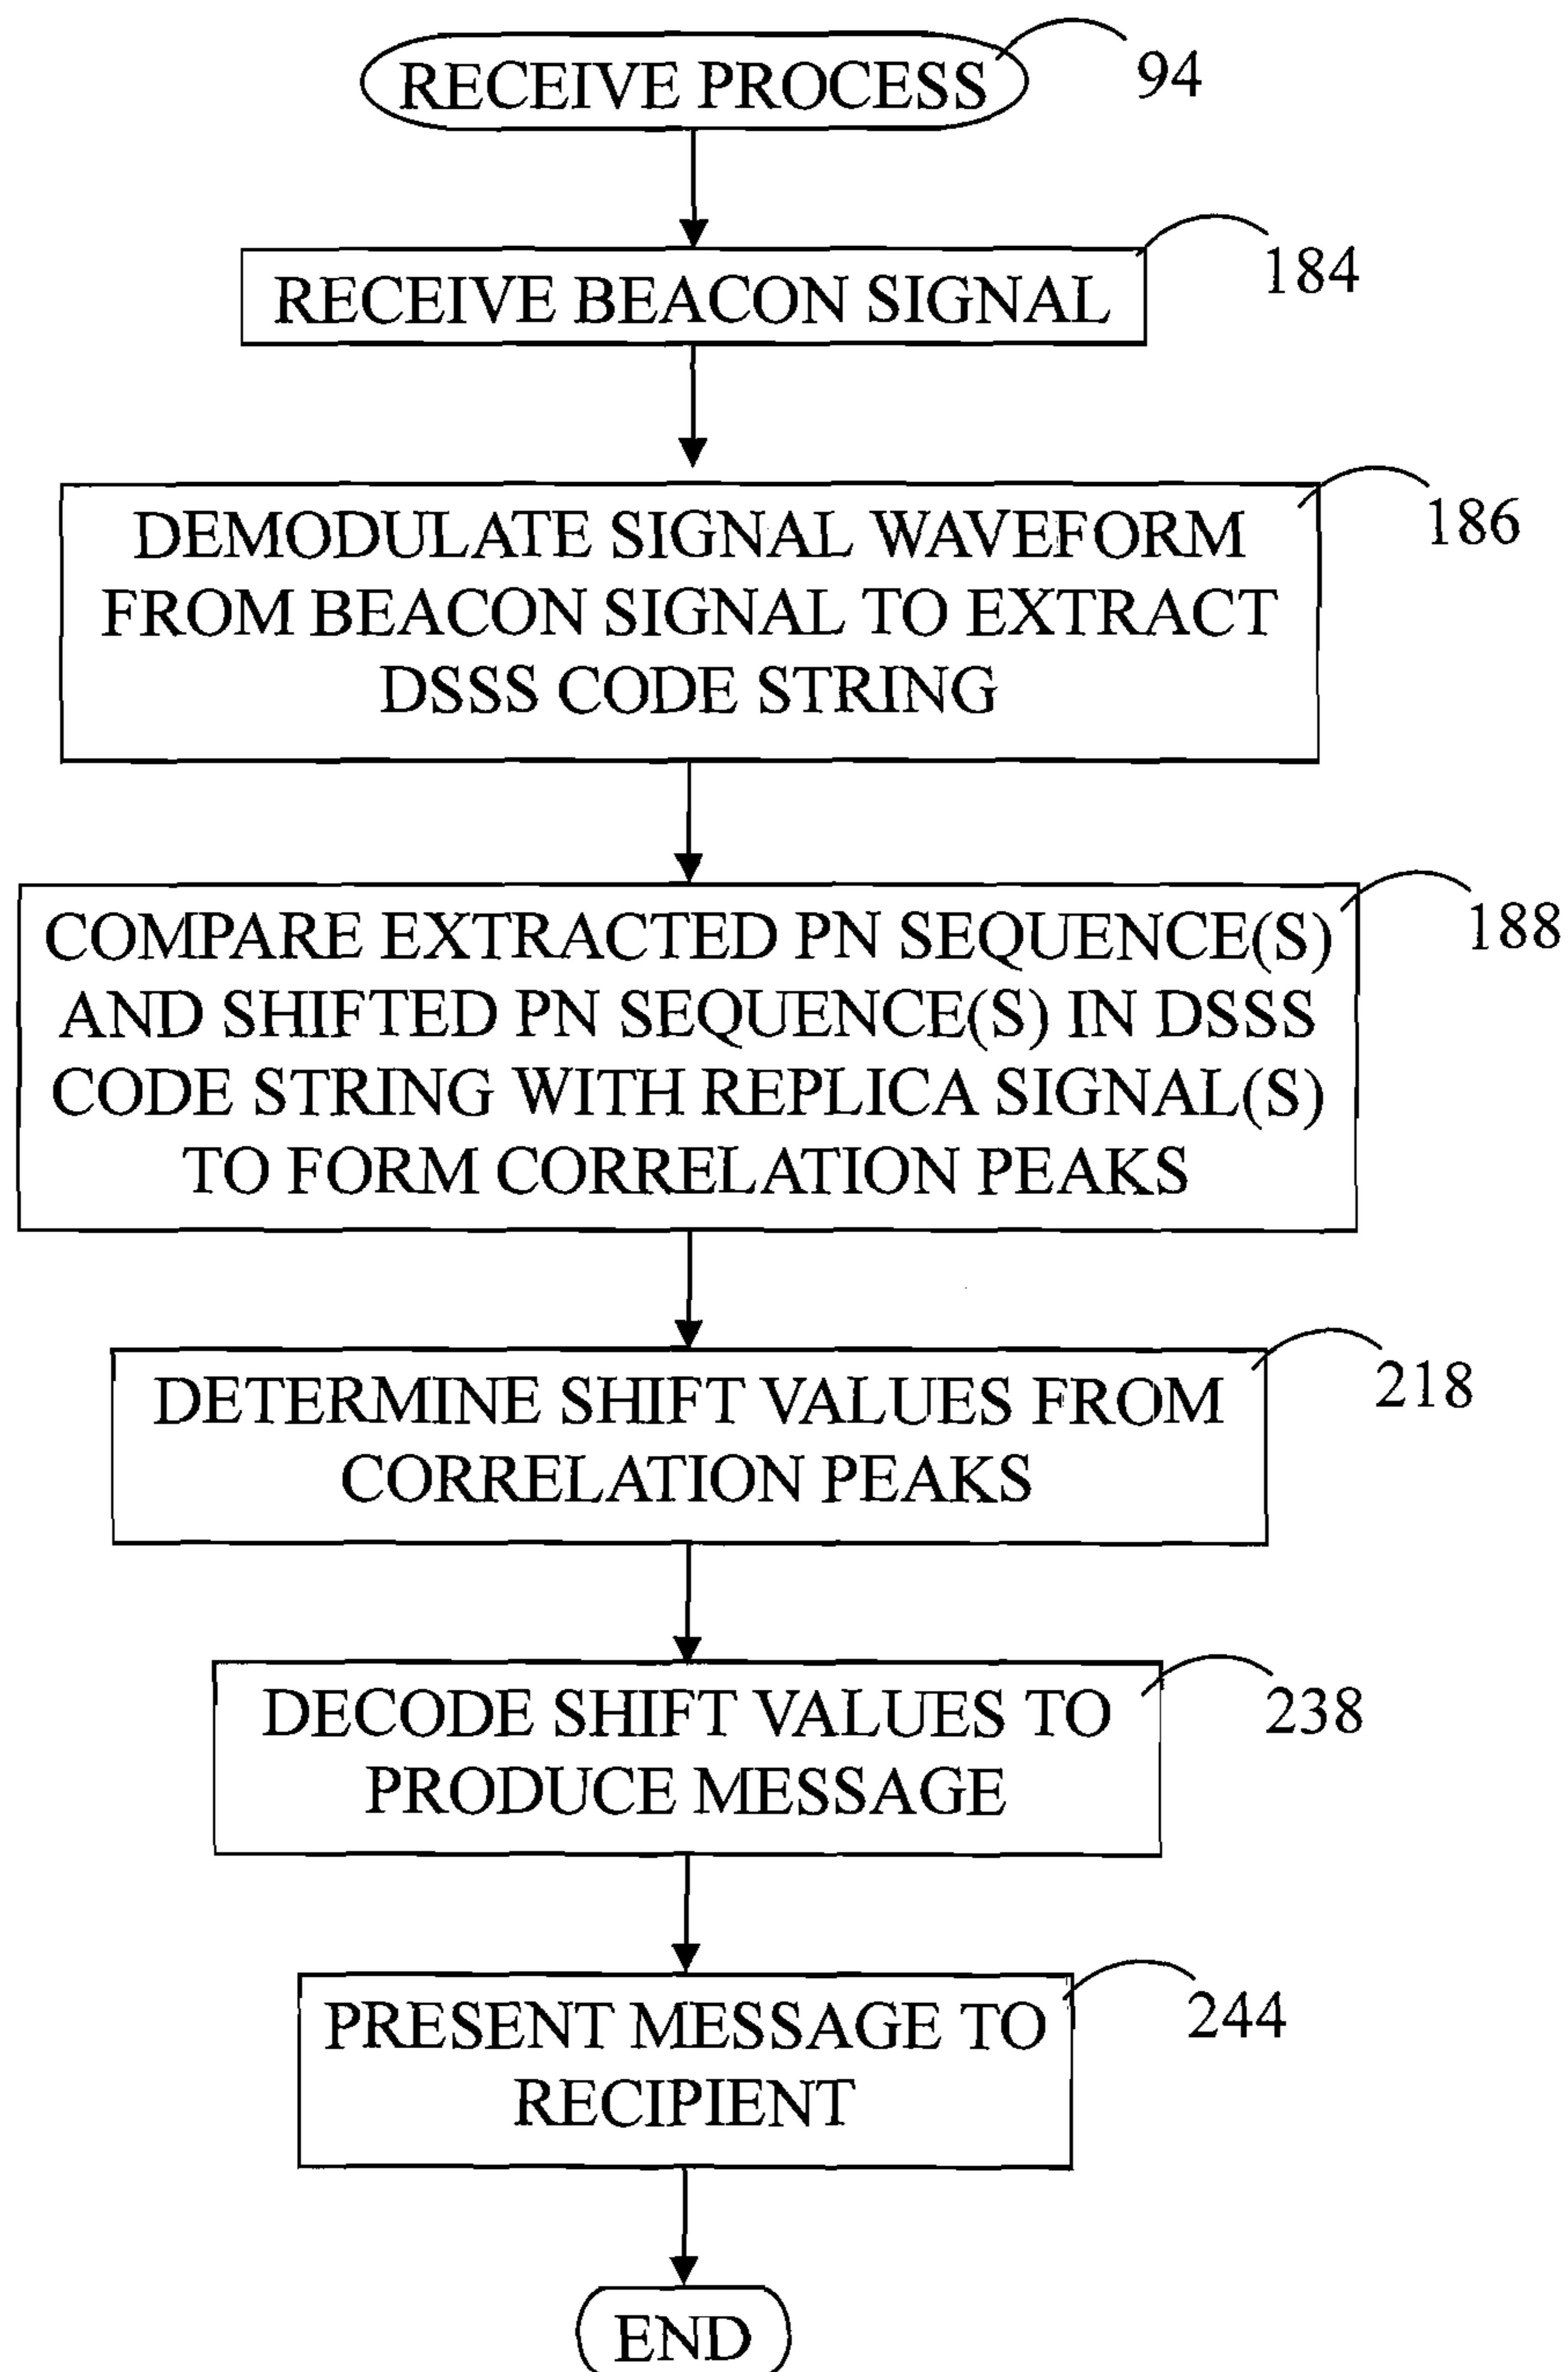 RECEIVE PROCESS
94
RECEIVE BEACON SIGNAL
184
DEMODULATE SIGNAL WAVEFORM
FROM BEACON SIGNAL TO EXTRACT
DSSS CODE STRING
186
COMPARE EXTRACTED PN SEQUENCE(S)
AND SHIFTED PN SEQUENCE(S) IN DSSS
CODE STRING WITH REPLICA SIGNAL(S)
TO FORM CORRELATION PEAKS
188
DETERMINE SHIFT VALUES FROM
CORRELATION PEAKS
218
DECODE SHIFT VALUES TO
PRODUCE MESSAGE
238
PRESENT MESSAGE TO
RECIPIENT
244
END